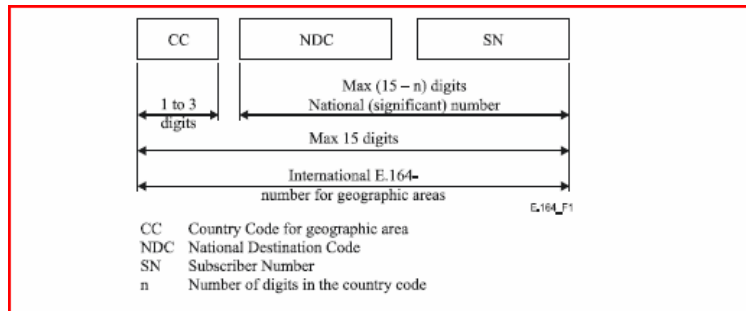 CC NDC SN
Max (15 – n) digits
1 to 3 National (significant) number
digits
Max 15 digits
International E.164-
number for geographic areas
E.164_F1
CC Country Code for geographic area
NDC National Destination Code
SN Subscriber Number
n Number of digits in the country code